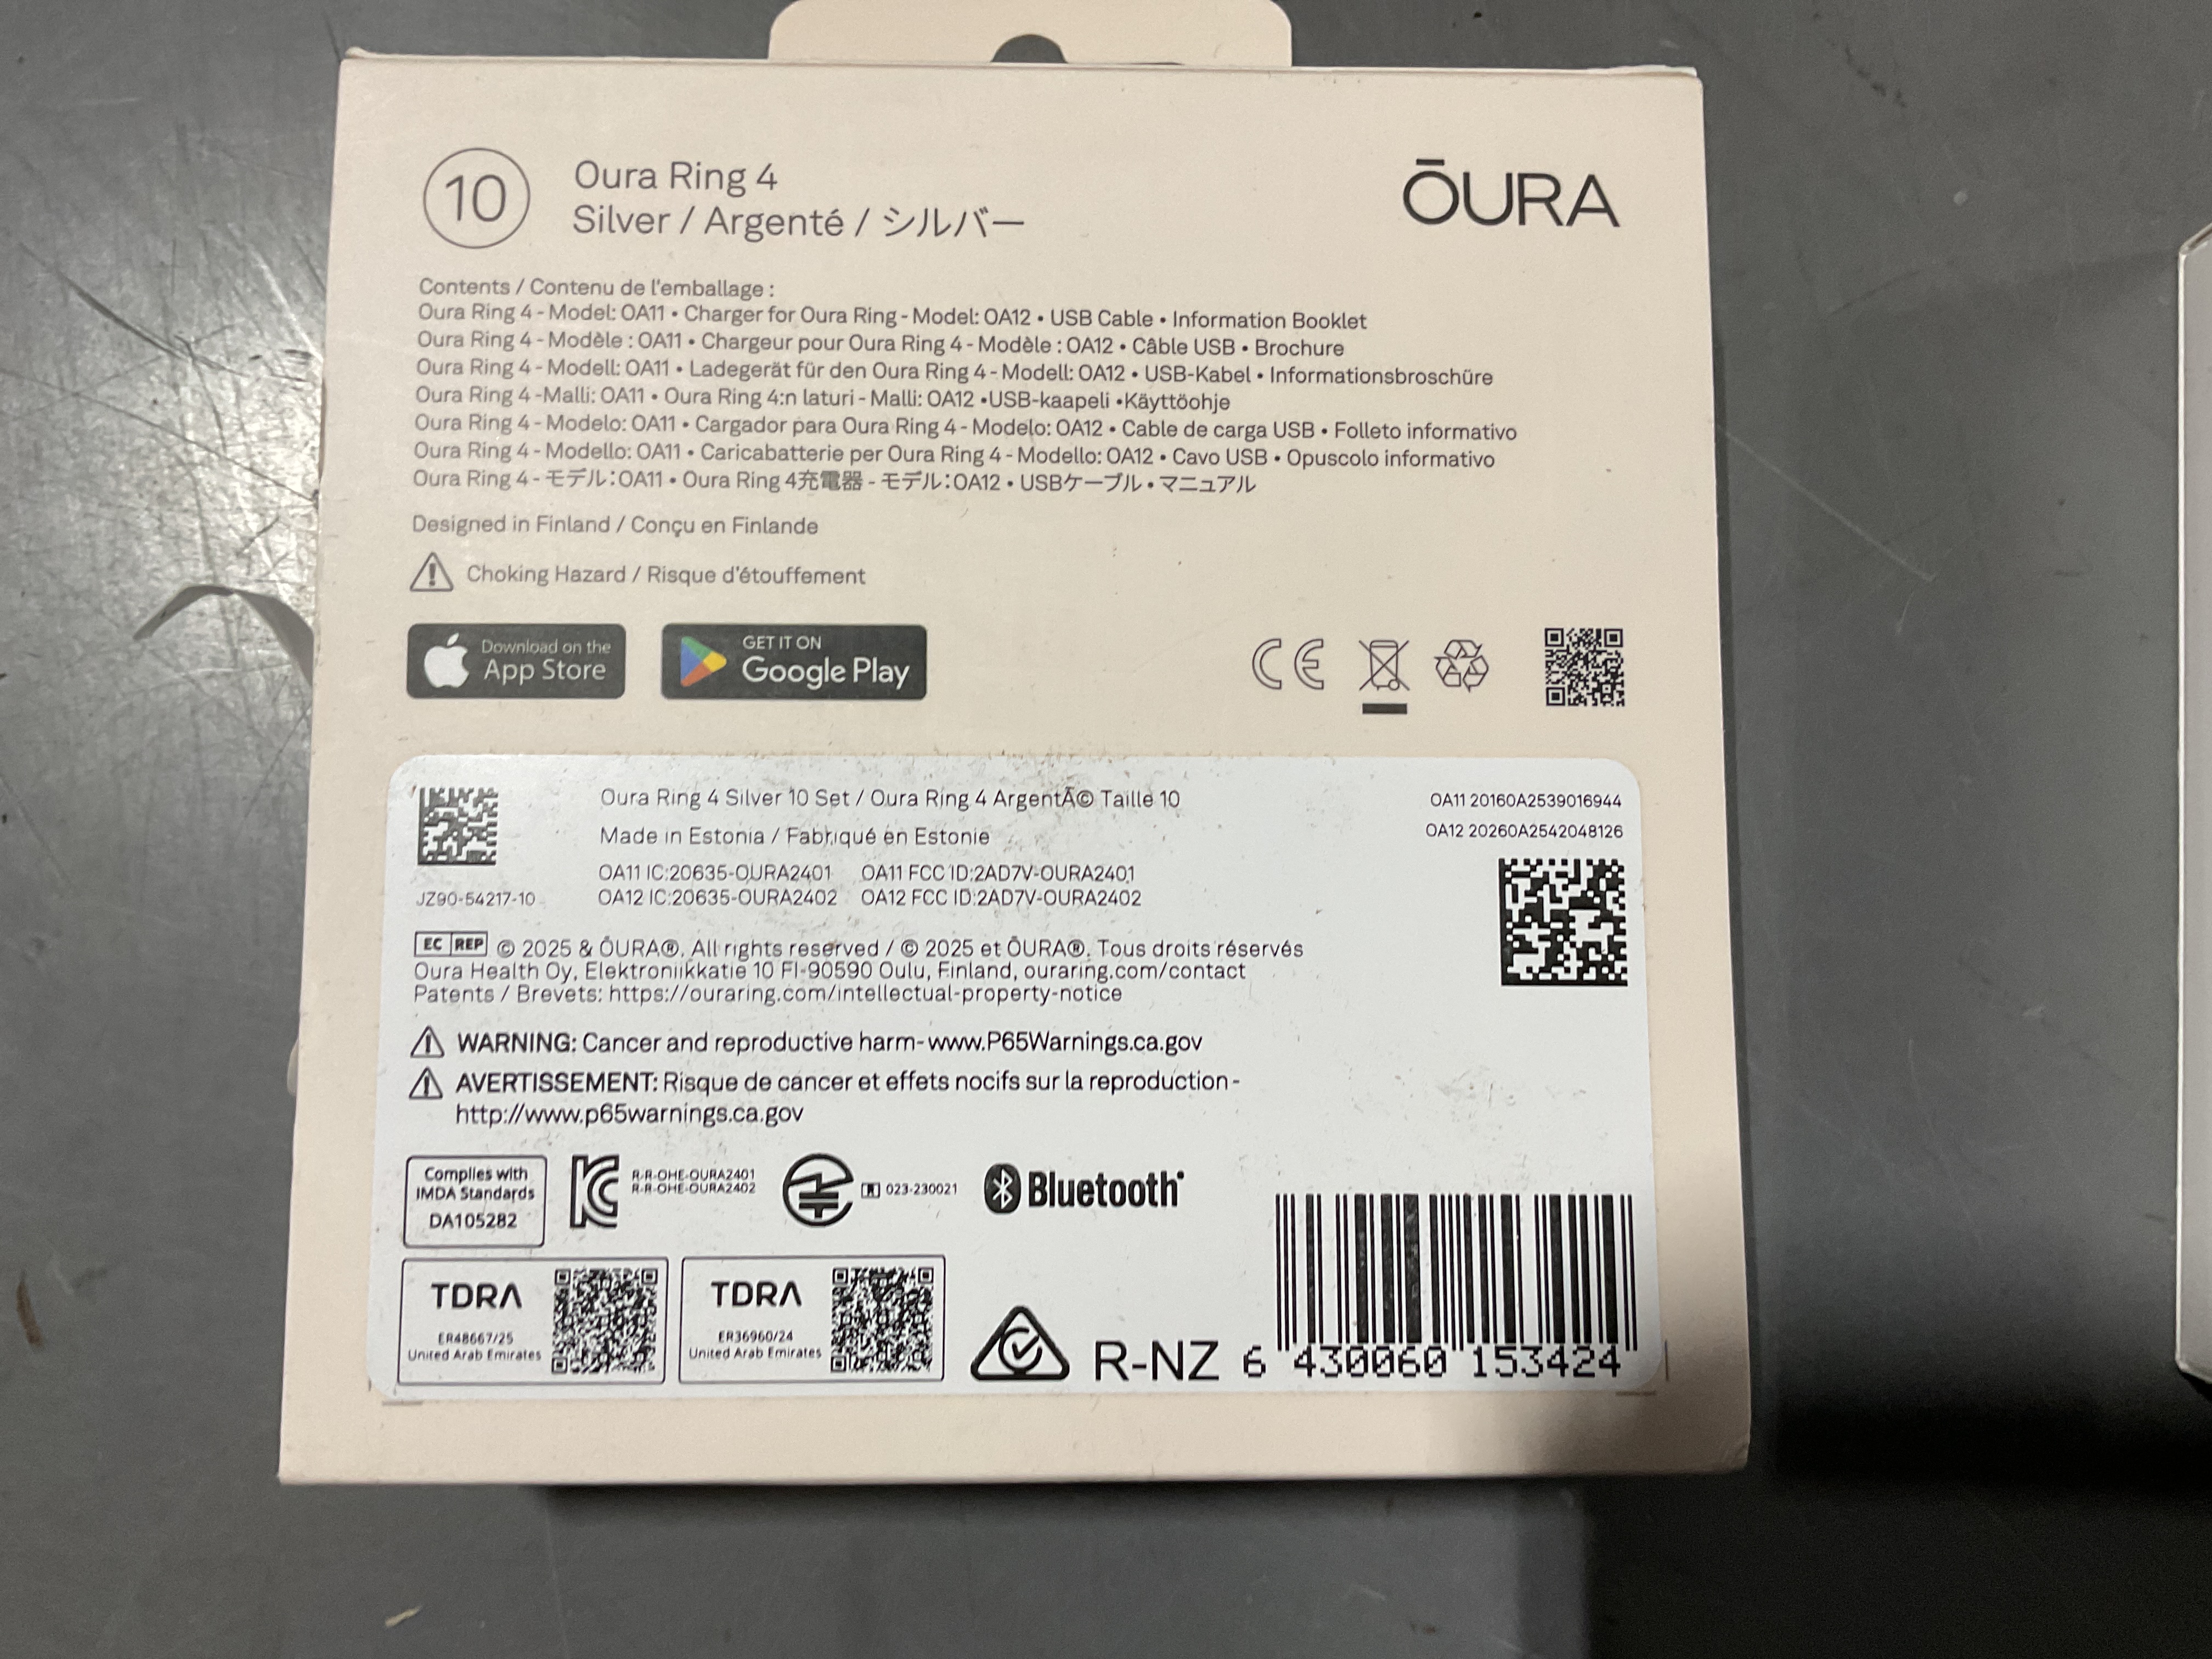 10
Oura Ring 4
Silver / Argenté / シルバー
ŌURA
Contents / Contenu de l'emballage :
Oura Ring 4 - Model: OA11 • Charger for Oura Ring - Model: OA12 • USB Cable • Information Booklet
Oura Ring 4 - Modèle : OA11 • Chargeur pour Oura Ring 4 - Modèle : OA12 • Câble USB • Brochure
Oura Ring 4 - Modell: OA11 • Ladegerät für den Oura Ring 4 - Modell: OA12 • USB-Kabel • Informationsbroschüre
Oura Ring 4 -Malli: OA11 • Oura Ring 4:n laturi - Malli: OA12 •USB-kaapeli •Käyttöohje
Oura Ring 4 - Modelo: OA11 • Cargador para Oura Ring 4 - Modelo: OA12 • Cable de carga USB • Folleto informativo
Oura Ring 4 - Modello: OA11 • Caricabatterie per Oura Ring 4 - Modello: OA12 • Cavo USB • Opuscolo informativo
Oura Ring 4 - モデル：OA11 • Oura Ring 4充電器 - モデル：OA12 • USBケーブル • マニュアル
Designed in Finland / Conçu en Finlande
Choking Hazard / Risque d'étouffement
Download on the
App Store
GET IT ON
Google Play
CE
Oura Ring 4 Silver 10 Set / Oura Ring 4 ArgentÃ© Taille 10
Made in Estonia / Fabriqué en Estonie
OA11 20160A2539016944
OA12 20260A2542048126
OA11 IC:20635-OURA2401 OA11 FCC ID:2AD7V-OURA2401
OA12 IC:20635-OURA2402 OA12 FCC ID:2AD7V-OURA2402
JZ90-54217-10
EC REP © 2025 & ŌURA®. All rights reserved / © 2025 et ŌURA®. Tous droits réservés
Oura Health Oy, Elektroniikkatie 10 FI-90590 Oulu, Finland, ouraring.com/contact
Patents / Brevets: https://ouraring.com/intellectual-property-notice
WARNING: Cancer and reproductive harm-www.P65Warnings.ca.gov
AVERTISSEMENT: Risque de cancer et effets nocifs sur la reproduction-
http://www.p65warnings.ca.gov
Complies with
IMDA Standards
DA105282
R-R-OHE-OURA2401
R-R-OHE-OURA2402
R 023-230021
Bluetooth
TDRA
ER48667/25
United Arab Emirates
TDRA
ER36960/24
United Arab Emirates
R-NZ
6 430060 153424